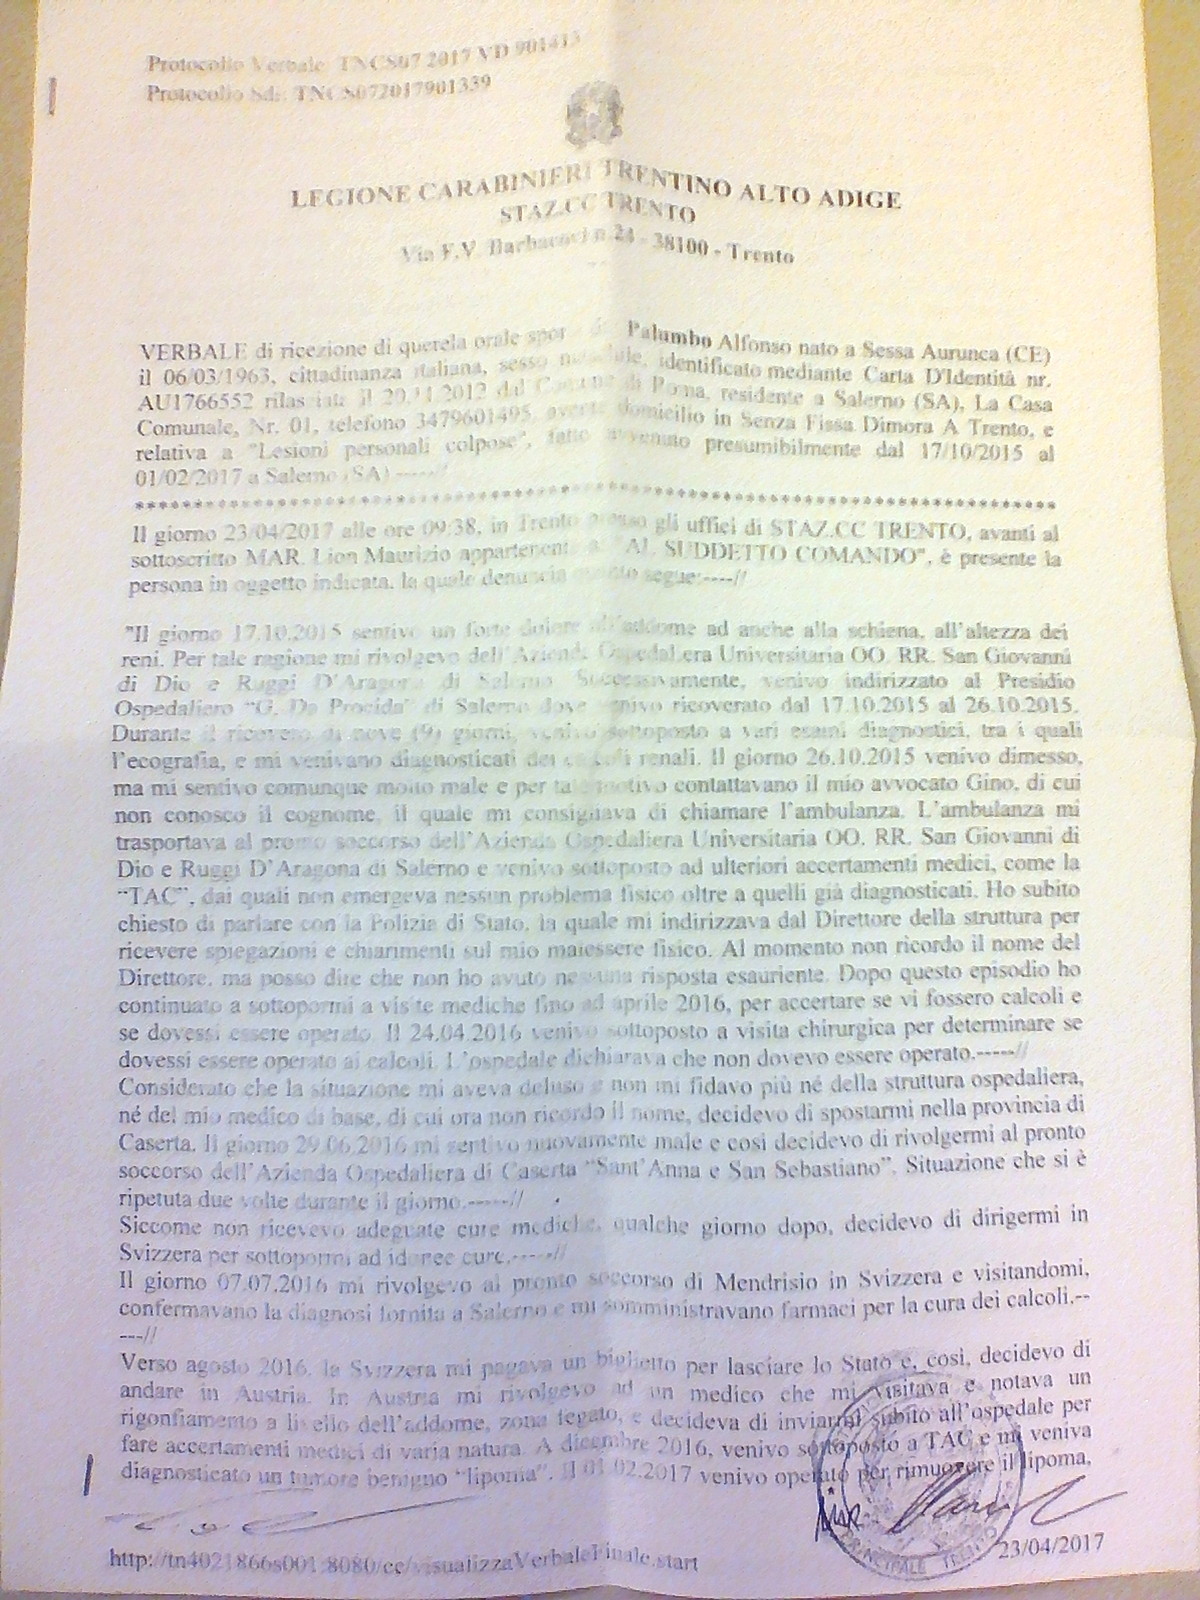 Protocollo Verbale: TNCS07 2017 VD 901413
Protocollo Sdi: TNCS072017901339
LEGIONE CARABINIERI TRENTINO ALTO ADIGE
STAZ.CC TRENTO
Via F.V. Barbacovi n.24 - 38100 - Trento
VERBALE di ricezione di querela orale Palumbo Alfonso nato a Sessa Aurunca (CE)
il 06/03/1963, cittadinanza italiana, sesso identificato mediante Carta D'Identità nr.
AU1766552 rilasciata il 20.11.2012 dal Comune di Roma, residente a Salerno (SA), La Casa
Comunale, Nr. 01, telefono 3479601495, avente domicilio in Senza Fissa Dimora A Trento, e
relativa a "Lesioni personali colpose", fatto avvenuto presumibilmente dal 17/10/2015 al
01/02/2017 a Salerno (SA) -----//
Il giorno 23/04/2017 alle ore 09:38, in Trento presso gli uffici di STAZ.CC TRENTO, avanti al
sottoscritto MAR. Lion Maurizio "AL SUDDETTO COMANDO", è presente la
persona in oggetto indicata, la quale denuncia quanto segue:----//
"Il giorno 17.10.2015 sentivo un forte dolore all'addome ad anche alla schiena, all'altezza dei
reni. Per tale ragione mi rivolgevo dell'Azienda Ospedaliera Universitaria OO. RR. San Giovanni
di Dio e Ruggi D'Aragona di Salerno. Successivamente, venivo indirizzato al Presidio
Ospedaliero "G. Da Procida" di Salerno dove venivo ricoverato dal 17.10.2015 al 26.10.2015.
Durante il ricovero di nove (9) giorni, venivo sottoposto a vari esami diagnostici, tra i quali
l'ecografia, e mi venivano diagnosticati dei calcoli renali. Il giorno 26.10.2015 venivo dimesso,
ma mi sentivo comunque molto male e per tale motivo contattavano il mio avvocato Gino, di cui
non conosco il cognome, il quale mi consigliava di chiamare l'ambulanza. L'ambulanza mi
trasportava al pronto soccorso dell'Azienda Ospedaliera Universitaria OO. RR. San Giovanni di
Dio e Ruggi D'Aragona di Salerno e venivo sottoposto ad ulteriori accertamenti medici, come la
"TAC", dai quali non emergeva nessun problema fisico oltre a quelli già diagnosticati. Ho subito
chiesto di parlare con la Polizia di Stato, la quale mi indirizzava dal Direttore della struttura per
ricevere spiegazioni e chiarimenti sul mio malessere fisico. Al momento non ricordo il nome del
Direttore, ma posso dire che non ho avuto nessuna risposta esauriente. Dopo questo episodio ho
continuato a sottopormi a visite mediche fino ad aprile 2016, per accertare se vi fossero calcoli e
se dovessi essere operato. Il 24.04.2016 venivo sottoposto a visita chirurgica per determinare se
dovessi essere operato ai calcoli. L'ospedale dichiarava che non dovevo essere operato.-----//
Considerato che la situazione mi aveva deluso e non mi fidavo più né della struttura ospedaliera,
né del mio medico di base, di cui ora non ricordo il nome, decidevo di spostarmi nella provincia di
Caserta. Il giorno 29.06.2016 mi sentivo nuovamente male e così decidevo di rivolgermi al pronto
soccorso dell'Azienda Ospedaliera di Caserta "Sant'Anna e San Sebastiano". Situazione che si è
ripetuta due volte durante il giorno.-----//
Siccome non ricevevo adeguate cure mediche, qualche giorno dopo, decidevo di dirigermi in
Svizzera per sottopormi ad idonee cure.-----//
Il giorno 07.07.2016 mi rivolgevo al pronto soccorso di Mendrisio in Svizzera e visitandomi,
confermavano la diagnosi fornita a Salerno e mi somministravano farmaci per la cura dei calcoli.--
---//
Verso agosto 2016, la Svizzera mi pagava un biglietto per lasciare lo Stato e, così, decidevo di
andare in Austria. In Austria mi rivolgevo ad un medico che mi visitava e notava un
rigonfiamento a livello dell'addome, zona fegato, e decideva di inviarmi subito all'ospedale per
fare accertamenti medici di varia natura. A dicembre 2016, venivo sottoposto a TAC e mi veniva
diagnosticato un tumore benigno "lipoma". Il 01.02.2017 venivo operato per rimuovere il lipoma,
PRINCIPALE TRENTO
http://tn4021866s001:8080/cc/visualizzaVerbaleFinale.start
23/04/2017